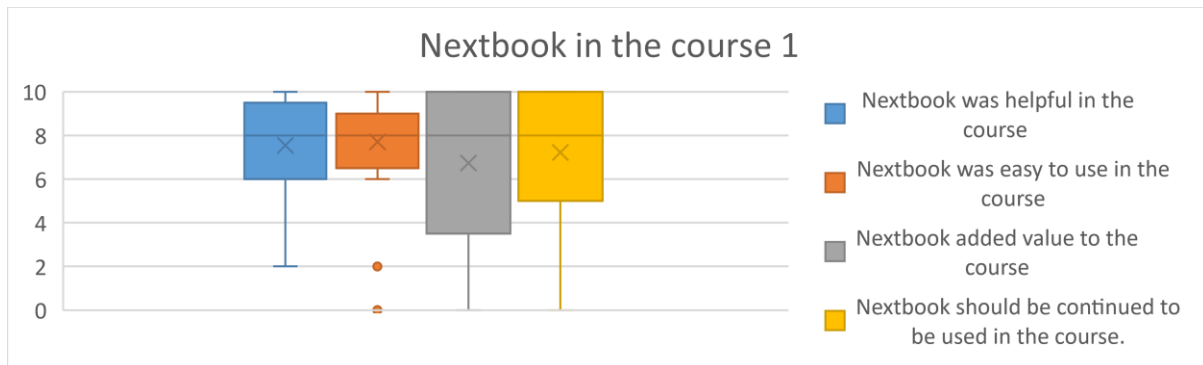 Nextbook in the course 1
10
8
6
4
2
0
Nextbook was helpful in the
course
Nextbook was easy to use in the
course
Nextbook added value to the
course
Nextbook should be continued to
be used in the course.